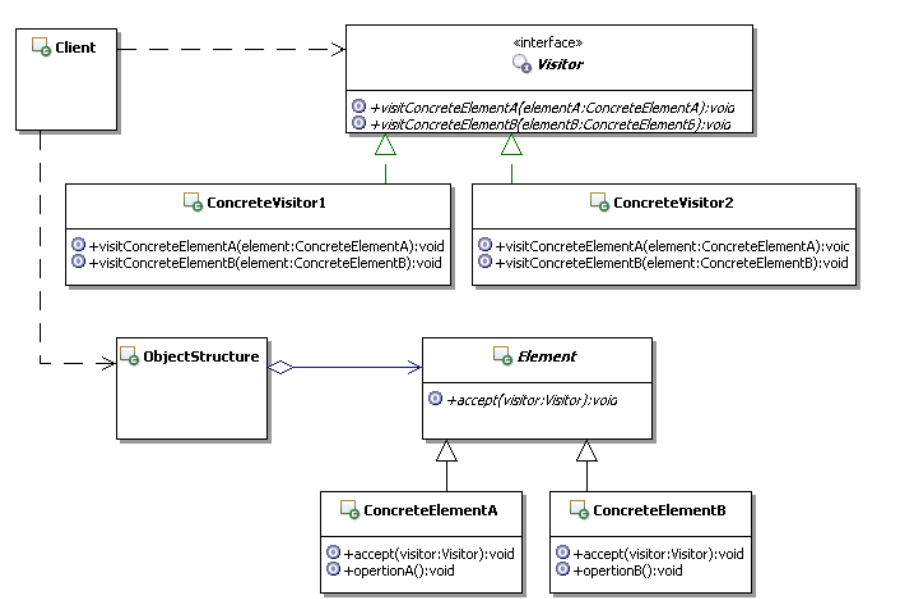 Client
«interface»
Visitor
+visitConcreteElementA(elementA:ConcreteElementA):void
+visitConcreteElementB(elementB:ConcreteElementB):void
ConcreteVisitor1
+visitConcreteElementA(element:ConcreteElementA):void
+visitConcreteElementB(element:ConcreteElementB):void
ConcreteVisitor2
+visitConcreteElementA(element:ConcreteElementA):void
+visitConcreteElementB(element:ConcreteElementB):void
ObjectStructure
Element
+accept(visitor:Visitor):void
ConcreteElementA
+accept(visitor:Visitor):void
+opertionA():void
ConcreteElementB
+accept(visitor:Visitor):void
+opertionB():void